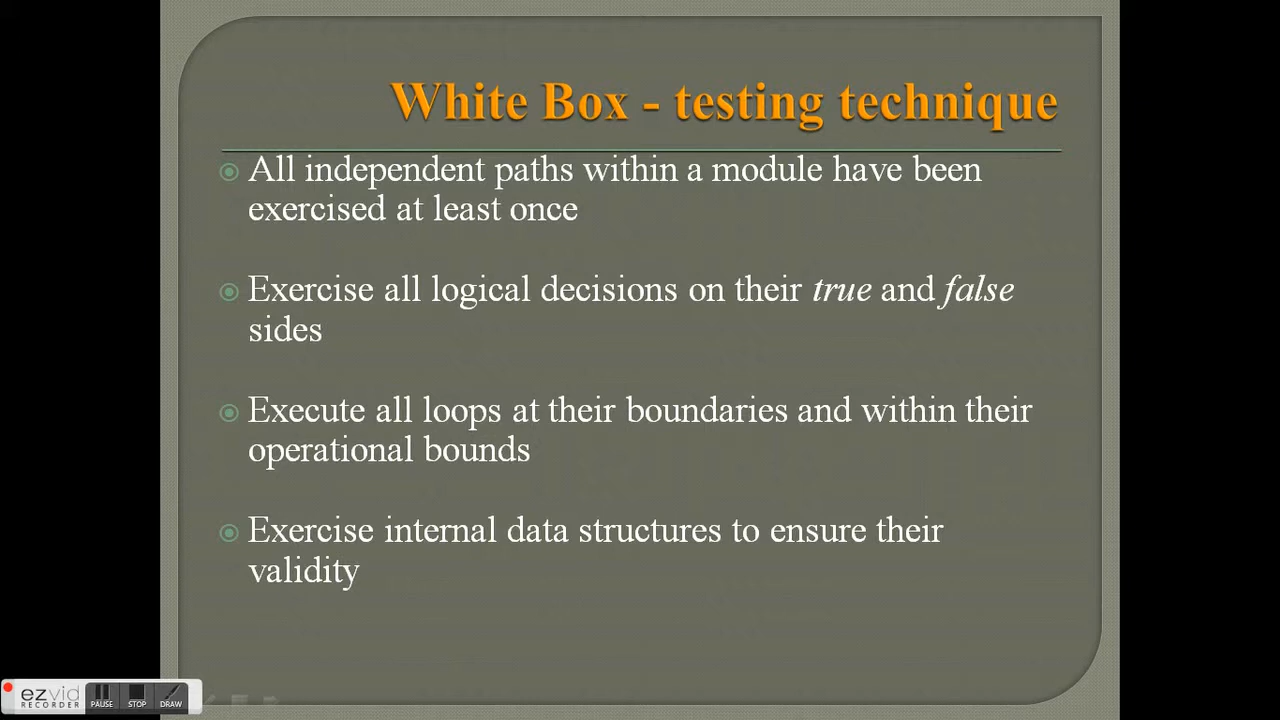 White Box - testing technique
All independent paths within a module have been
exercised at least once
Exercise all logical decisions on their true and false
sides
Execute all loops at their boundaries and within their
operational bounds
Exercise internal data structures to ensure their
validity
ezvid
RECORDER
PAUSE STOP DRAW